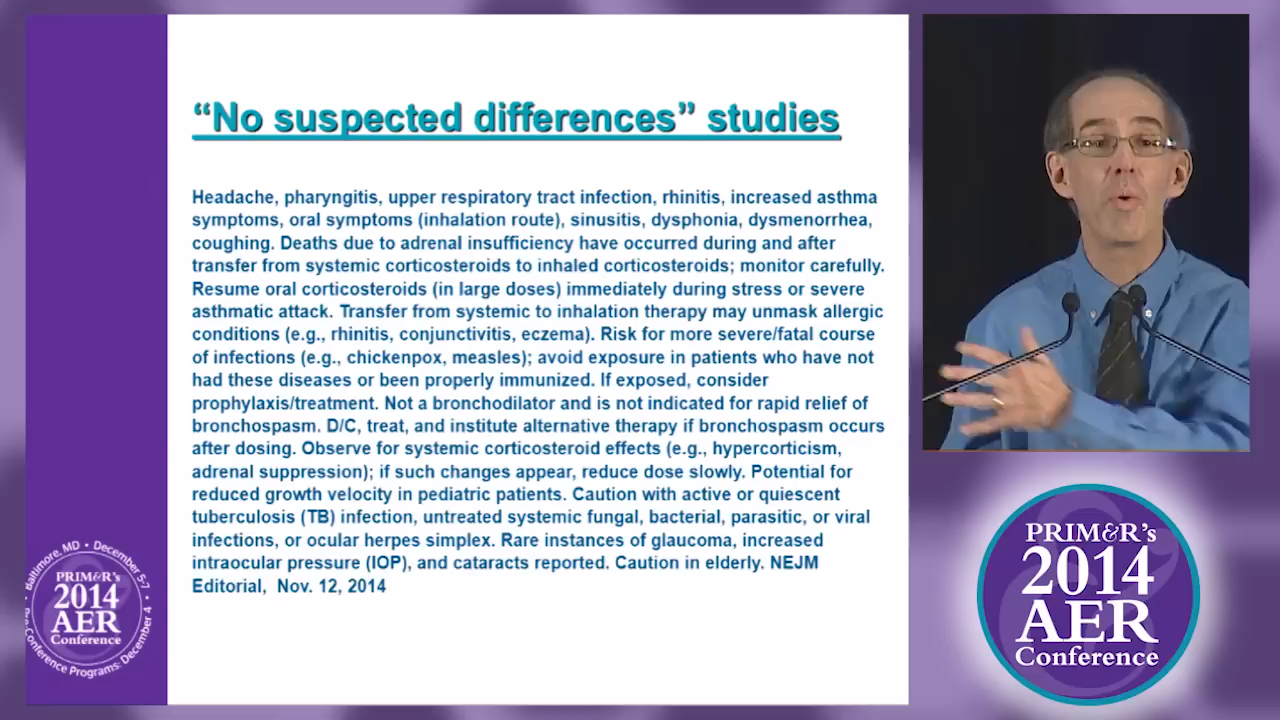 “No suspected differences” studies
Headache, pharyngitis, upper respiratory tract infection, rhinitis, increased asthma
symptoms, oral symptoms (inhalation route), sinusitis, dysphonia, dysmenorrhea,
coughing. Deaths due to adrenal insufficiency have occurred during and after
transfer from systemic corticosteroids to inhaled corticosteroids; monitor carefully.
Resume oral corticosteroids (in large doses) immediately during stress or severe
asthmatic attack. Transfer from systemic to inhalation therapy may unmask allergic
conditions (e.g., rhinitis, conjunctivitis, eczema). Risk for more severe/fatal course
of infections (e.g., chickenpox, measles); avoid exposure in patients who have not
had these diseases or been properly immunized. If exposed, consider
prophylaxis/treatment. Not a bronchodilator and is not indicated for rapid relief of
bronchospasm. D/C, treat, and institute alternative therapy if bronchospasm occurs
after dosing. Observe for systemic corticosteroid effects (e.g., hypercorticism,
adrenal suppression); if such changes appear, reduce dose slowly. Potential for
reduced growth velocity in pediatric patients. Caution with active or quiescent
tuberculosis (TB) infection, untreated systemic fungal, bacterial, parasitic, or viral
infections, or ocular herpes simplex. Rare instances of glaucoma, increased
intraocular pressure (IOP), and cataracts reported. Caution in elderly. NEJM
Editorial, Nov. 12, 2014
Baltimore, MD • December 5-7
PRIM&R's
2014
AER
Conference
Conference Programs: December 4
PRIM&R's
2014
AER
Conference